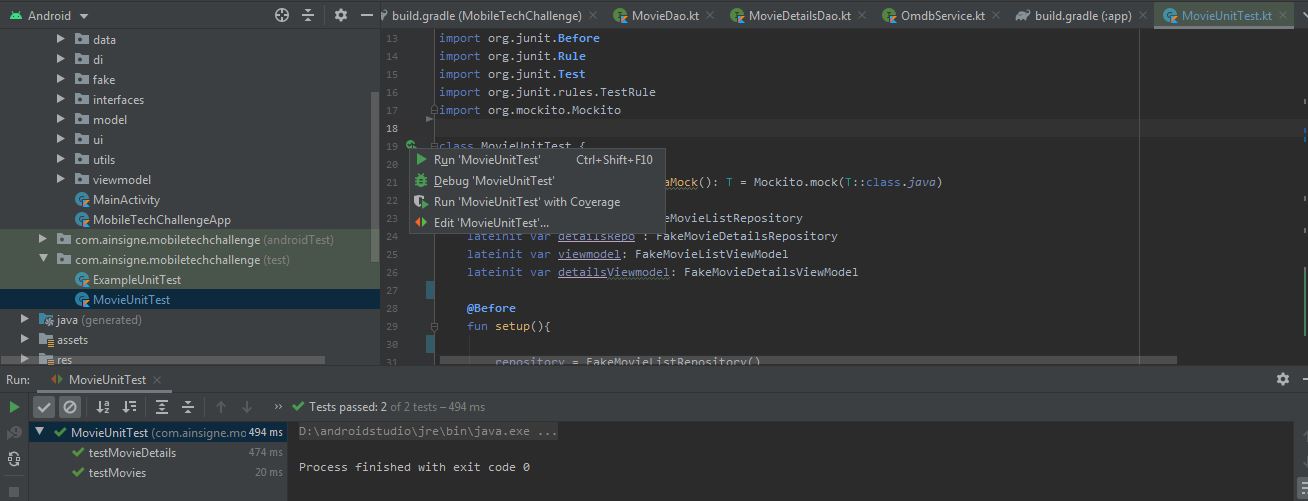 Android
build.gradle (MobileTechChallenge)
MovieDao.kt
MovieDetailsDao.kt
OmdbService.kt
build.gradle (:app)
MovieUnitTest.kt
data
di
fake
interfaces
model
ui
utils
viewmodel
MainActivity
MobileTechChallengeApp
com.ainsigne.mobiletechchallenge (androidTest)
com.ainsigne.mobiletechchallenge (test)
ExampleUnitTest
MovieUnitTest
java (generated)
assets
res
13 import org.junit.Before
14 import org.junit.Rule
15 import org.junit.Test
16 import org.junit.rules.TestRule
17 import org.mockito.Mockito
18
19 class MovieUnitTest {
20
21 aMock(): T = Mockito.mock(T::class.java)
22
23 eMovieListRepository
24 lateinit var detailsRepo : FakeMovieDetailsRepository
25 lateinit var viewmodel: FakeMovieListViewModel
26 lateinit var detailsViewmodel: FakeMovieDetailsViewModel
27
28 @Before
29 fun setup(){
30
31 repository = FakeMovieListRepository()
Run 'MovieUnitTest' Ctrl+Shift+F10
Debug 'MovieUnitTest'
Run 'MovieUnitTest' with Coverage
Edit 'MovieUnitTest'...
Run: MovieUnitTest
Tests passed: 2 of 2 tests – 494 ms
MovieUnitTest (com.ainsigne.mo 494 ms
testMovieDetails 474 ms
testMovies 20 ms
D:\androidstudio\jre\bin\java.exe ...
Process finished with exit code 0